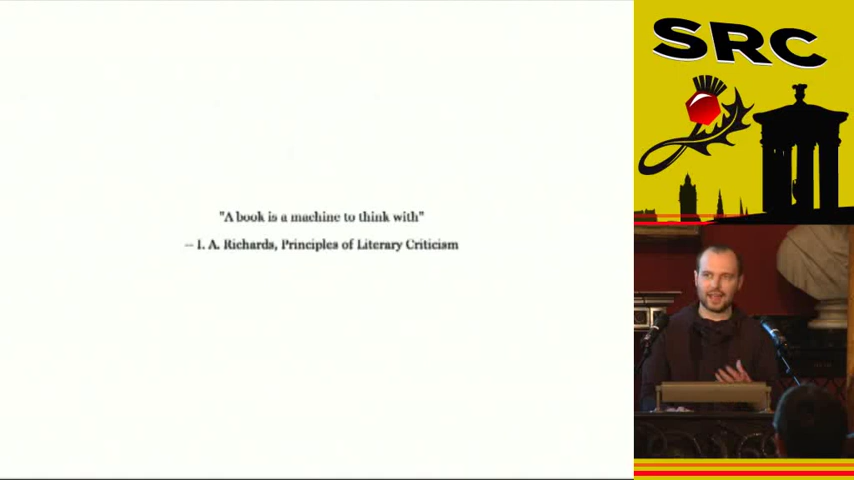 "A book is a machine to think with"
– I. A. Richards, Principles of Literary Criticism
SRC